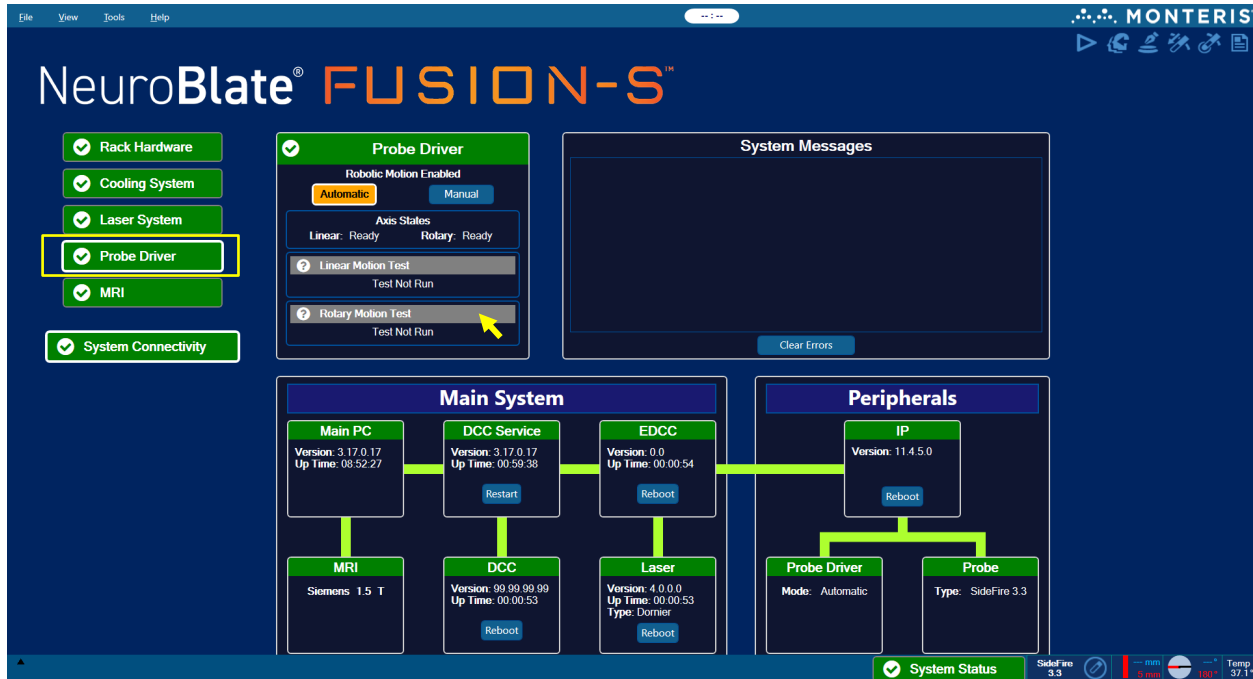 File View Tools Help
-- : --
MONTERIS
NeuroBlate® FUSION-S™
Rack Hardware
Cooling System
Laser System
Probe Driver
MRI
System Connectivity
Probe Driver
Robotic Motion Enabled
Automatic Manual
Axis States
Linear: Ready Rotary: Ready
? Linear Motion Test
Test Not Run
? Rotary Motion Test
Test Not Run
System Messages
Clear Errors
Main System
Main PC
Version: 3.17.0.17
Up Time: 08:52:27
DCC Service
Version: 3.17.0.17
Up Time: 00:59:38
Restart
EDCC
Version: 0.0
Up Time: 00:00:54
Reboot
MRI
Siemens 1.5 T
DCC
Version: 99.99.99.99
Up Time: 00:00:53
Reboot
Laser
Version: 4.0.0.0
Up Time: 00:00:53
Type: Dornier
Reboot
Peripherals
IP
Version: 11.4.5.0
Reboot
Probe Driver
Mode: Automatic
Probe
Type: SideFire 3.3
System Status
SideFire
3.3
--- mm
5 mm
---°
100°
Temp
37.1°